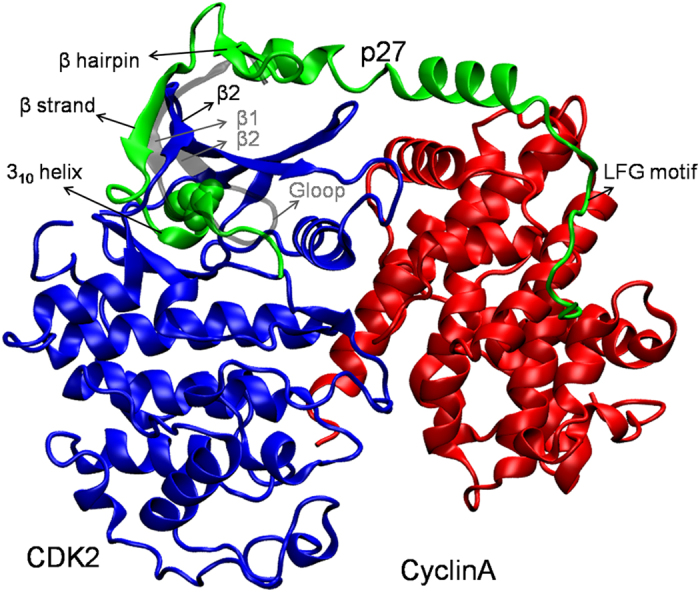 p27
β hairpin
β2
β strand
β1
β2
3₁₀ helix
Gloop
LFG motif
CDK2
CyclinA